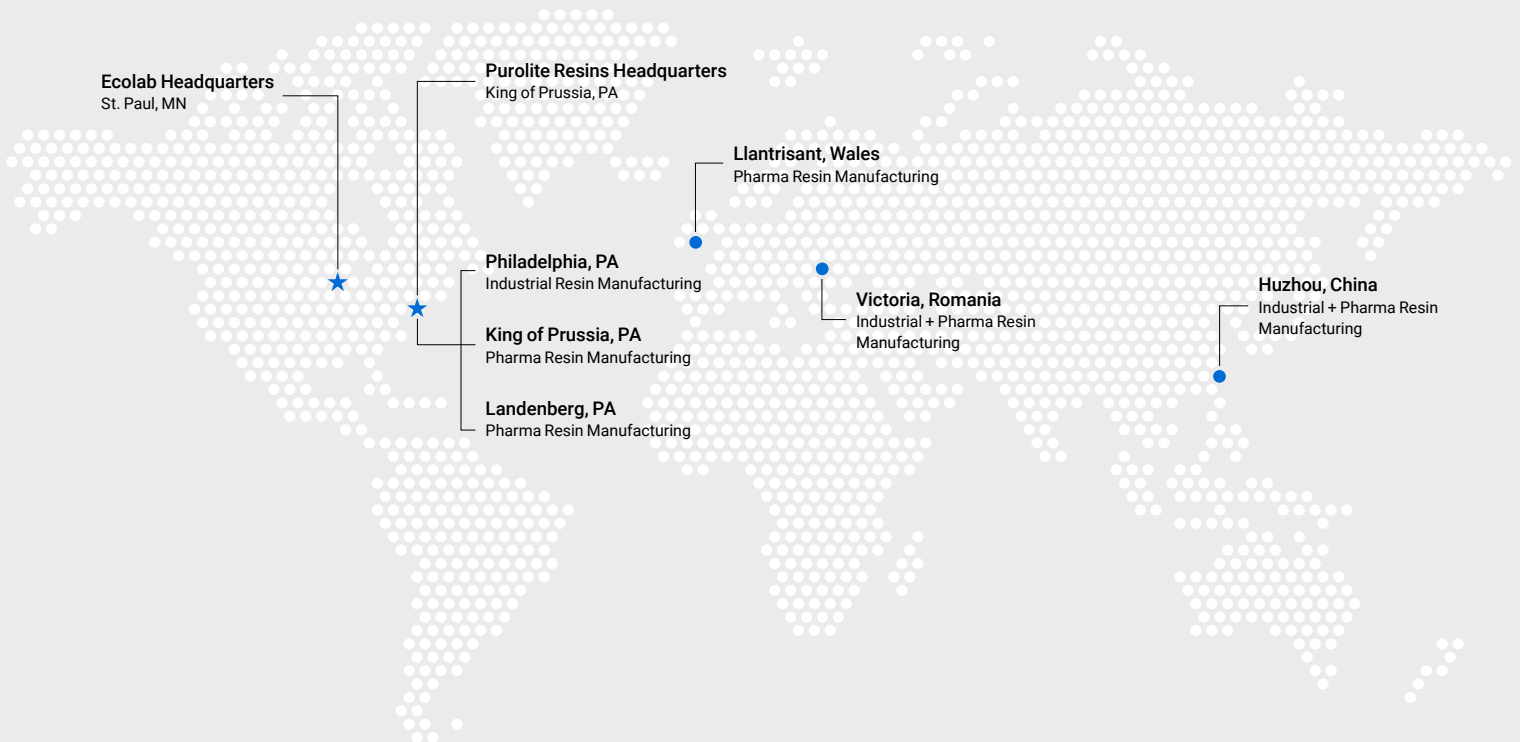 Ecolab Headquarters
St. Paul, MN
Purolite Resins Headquarters
King of Prussia, PA
Llantrisant, Wales
Pharma Resin Manufacturing
Philadelphia, PA
Industrial Resin Manufacturing
King of Prussia, PA
Pharma Resin Manufacturing
Landenberg, PA
Pharma Resin Manufacturing
Victoria, Romania
Industrial + Pharma Resin
Manufacturing
Huzhou, China
Industrial + Pharma Resin
Manufacturing